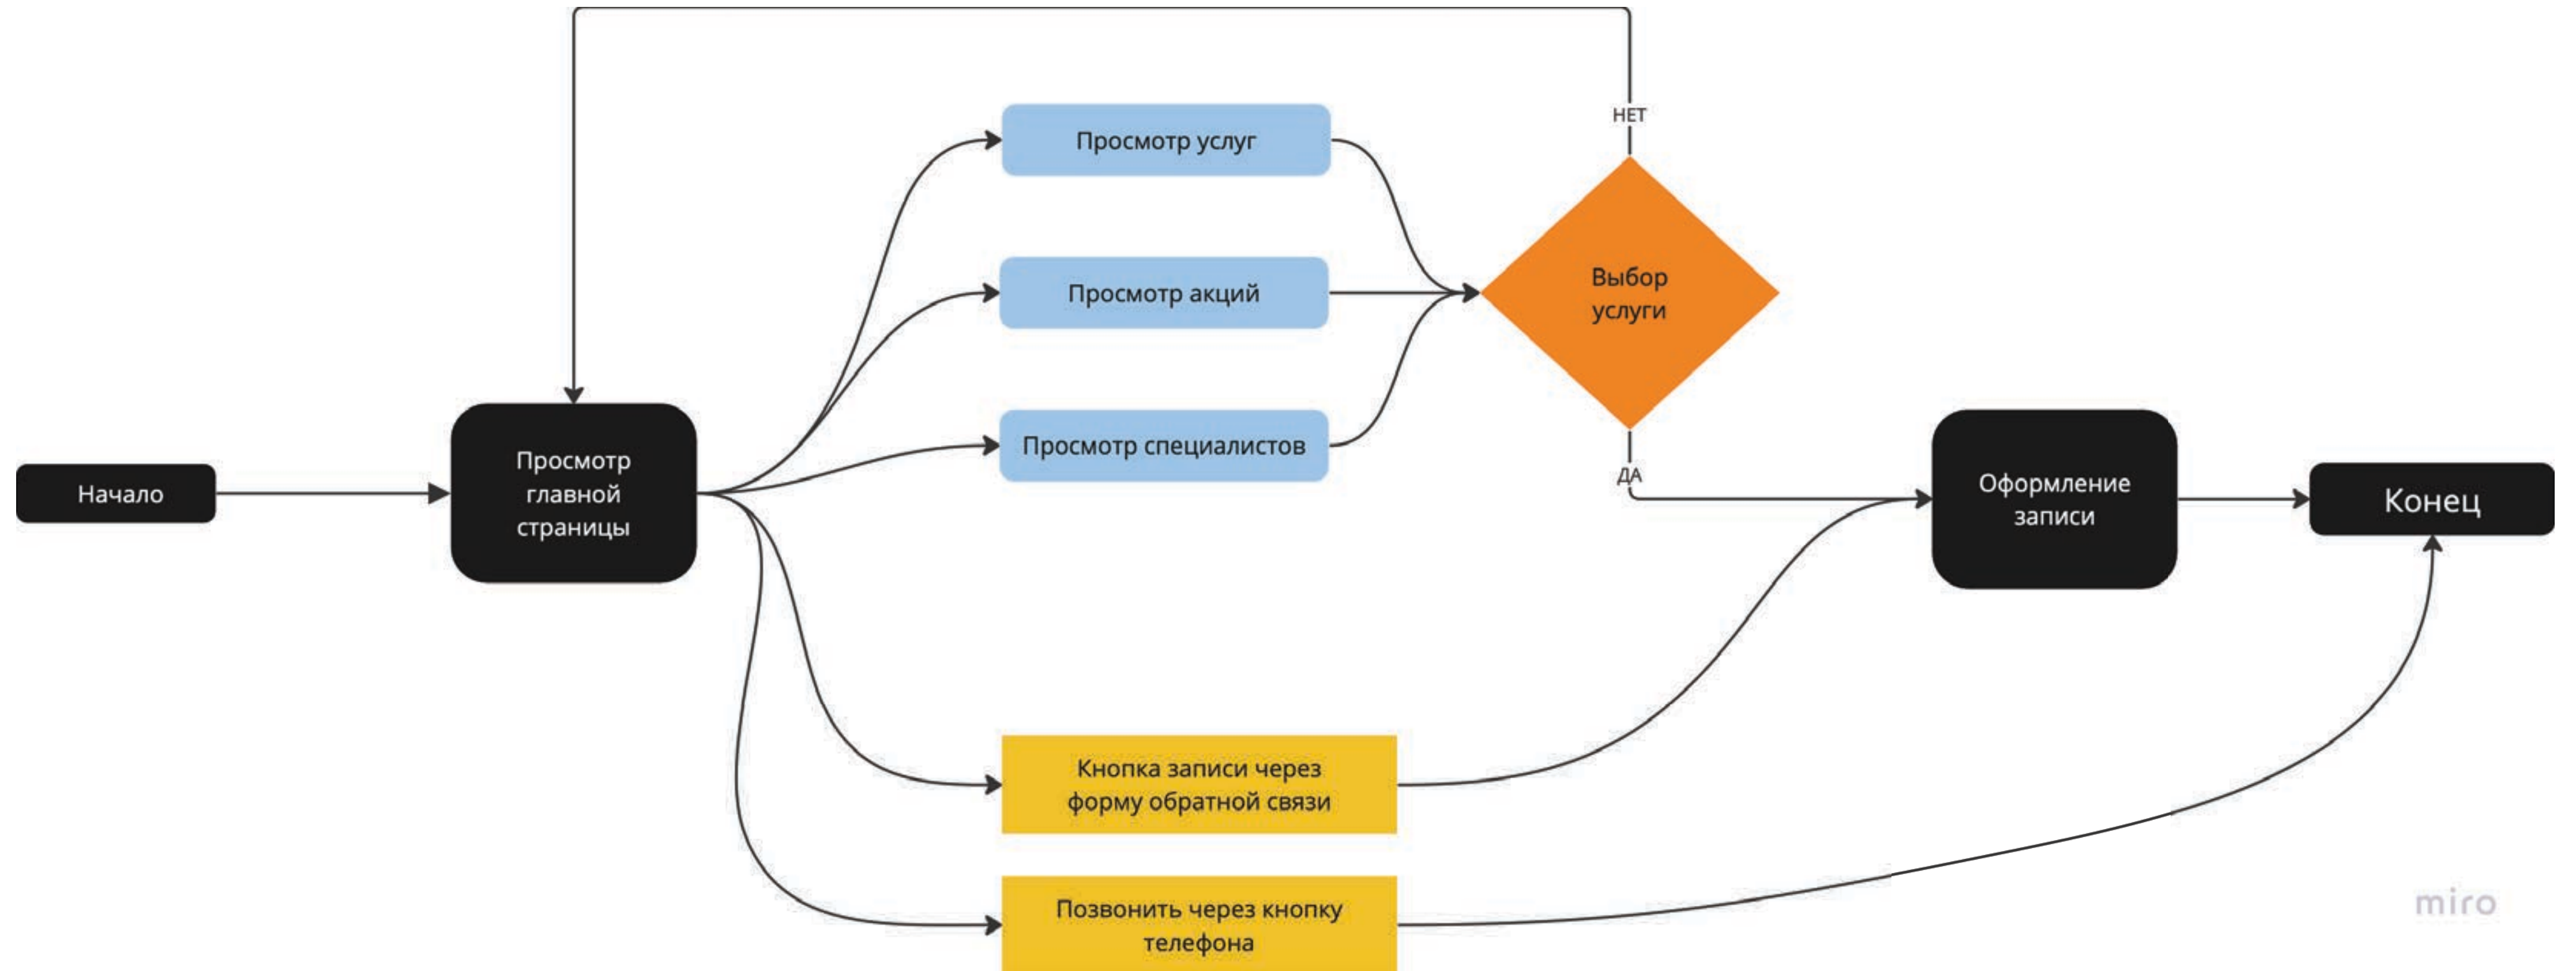 НЕТ
Просмотр услуг
Просмотр акций
Выбор
услуги
Просмотр специалистов
ДА
Начало
Просмотр
главной
страницы
Оформление
записи
Конец
Кнопка записи через
форму обратной связи
Позвонить через кнопку
телефона
miro